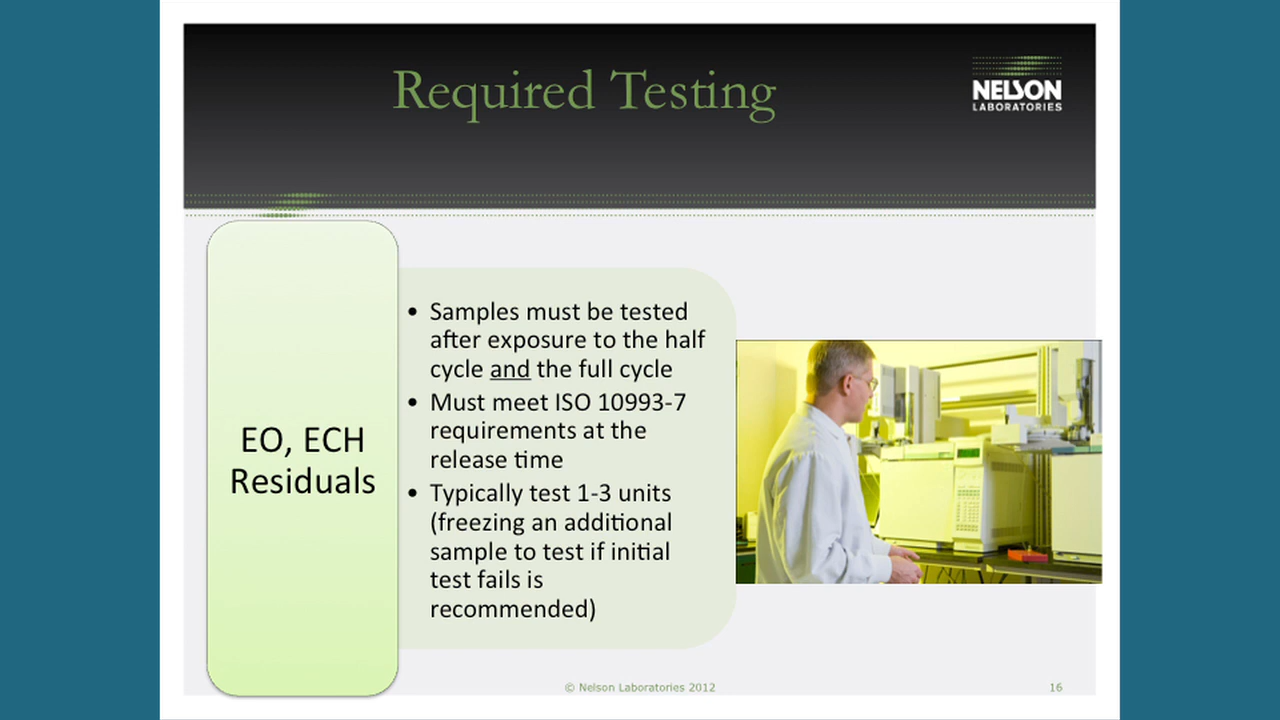 Required Testing
NELSON
LABORATORIES
EO, ECH
Residuals
• Samples must be tested
after exposure to the half
cycle and the full cycle
• Must meet ISO 10993-7
requirements at the
release time
• Typically test 1-3 units
(freezing an additional
sample to test if initial
test fails is
recommended)
© Nelson Laboratories 2012
16